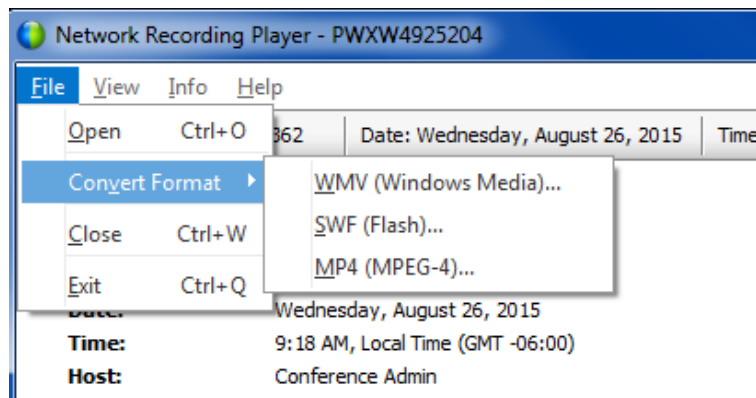 Network Recording Player - PWXW4925204
File View Info Help
Open Ctrl+O
362 Date: Wednesday, August 26, 2015 Time
Convert Format
WMV (Windows Media)...
SWF (Flash)...
Close Ctrl+W
MP4 (MPEG-4)...
Exit Ctrl+Q
Date: Wednesday, August 26, 2015
Time: 9:18 AM, Local Time (GMT -06:00)
Host: Conference Admin